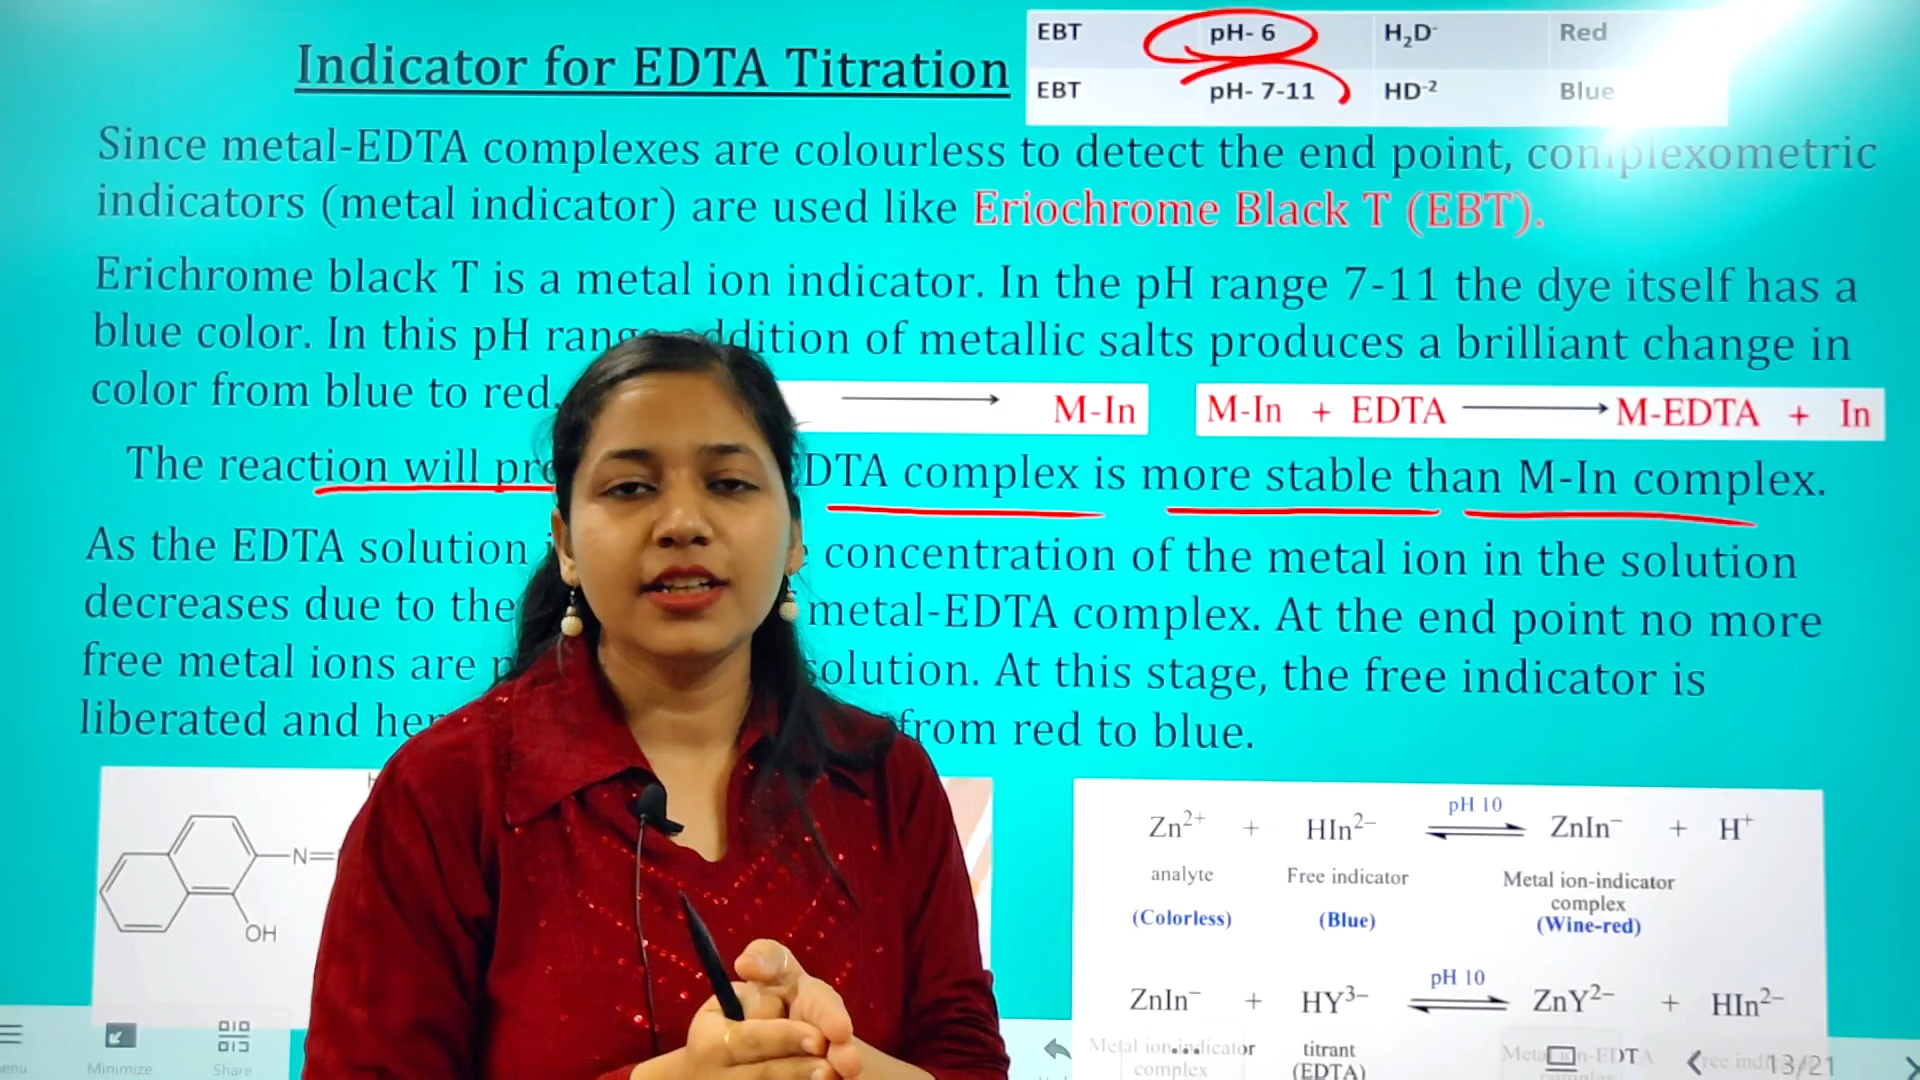 Indicator for EDTA Titration
EBT pH- 6 H₂D⁻ Red
EBT pH- 7-11 HD⁻² Blue
Since metal-EDTA complexes are colourless to detect the end point, complexometric
indicators (metal indicator) are used like Eriochrome Black T (EBT).
Erichrome black T is a metal ion indicator. In the pH range 7-11 the dye itself has a
blue color. In this pH range addition of metallic salts produces a brilliant change in
color from blue to red.
⟶ M-In
M-In + EDTA ⟶ M-EDTA + In
The reaction will DTA complex is more stable than M-In complex.
As the EDTA solution concentration of the metal ion in the solution
decreases due to the metal-EDTA complex. At the end point no more
free metal ions are solution. At this stage, the free indicator is
liberated and from red to blue.
N=
OH
Zn²⁺ + HIn²⁻ ⇌ pH 10 ZnIn⁻ + H⁺
analyte Free indicator Metal ion-indicator
complex
(Colorless) (Blue) (Wine-red)
ZnIn⁻ + HY³⁻ ⇌ pH 10 ZnY²⁻ + HIn²⁻
Metal ion-indicator titrant
complex (EDTA)
Minimize Share 13/21